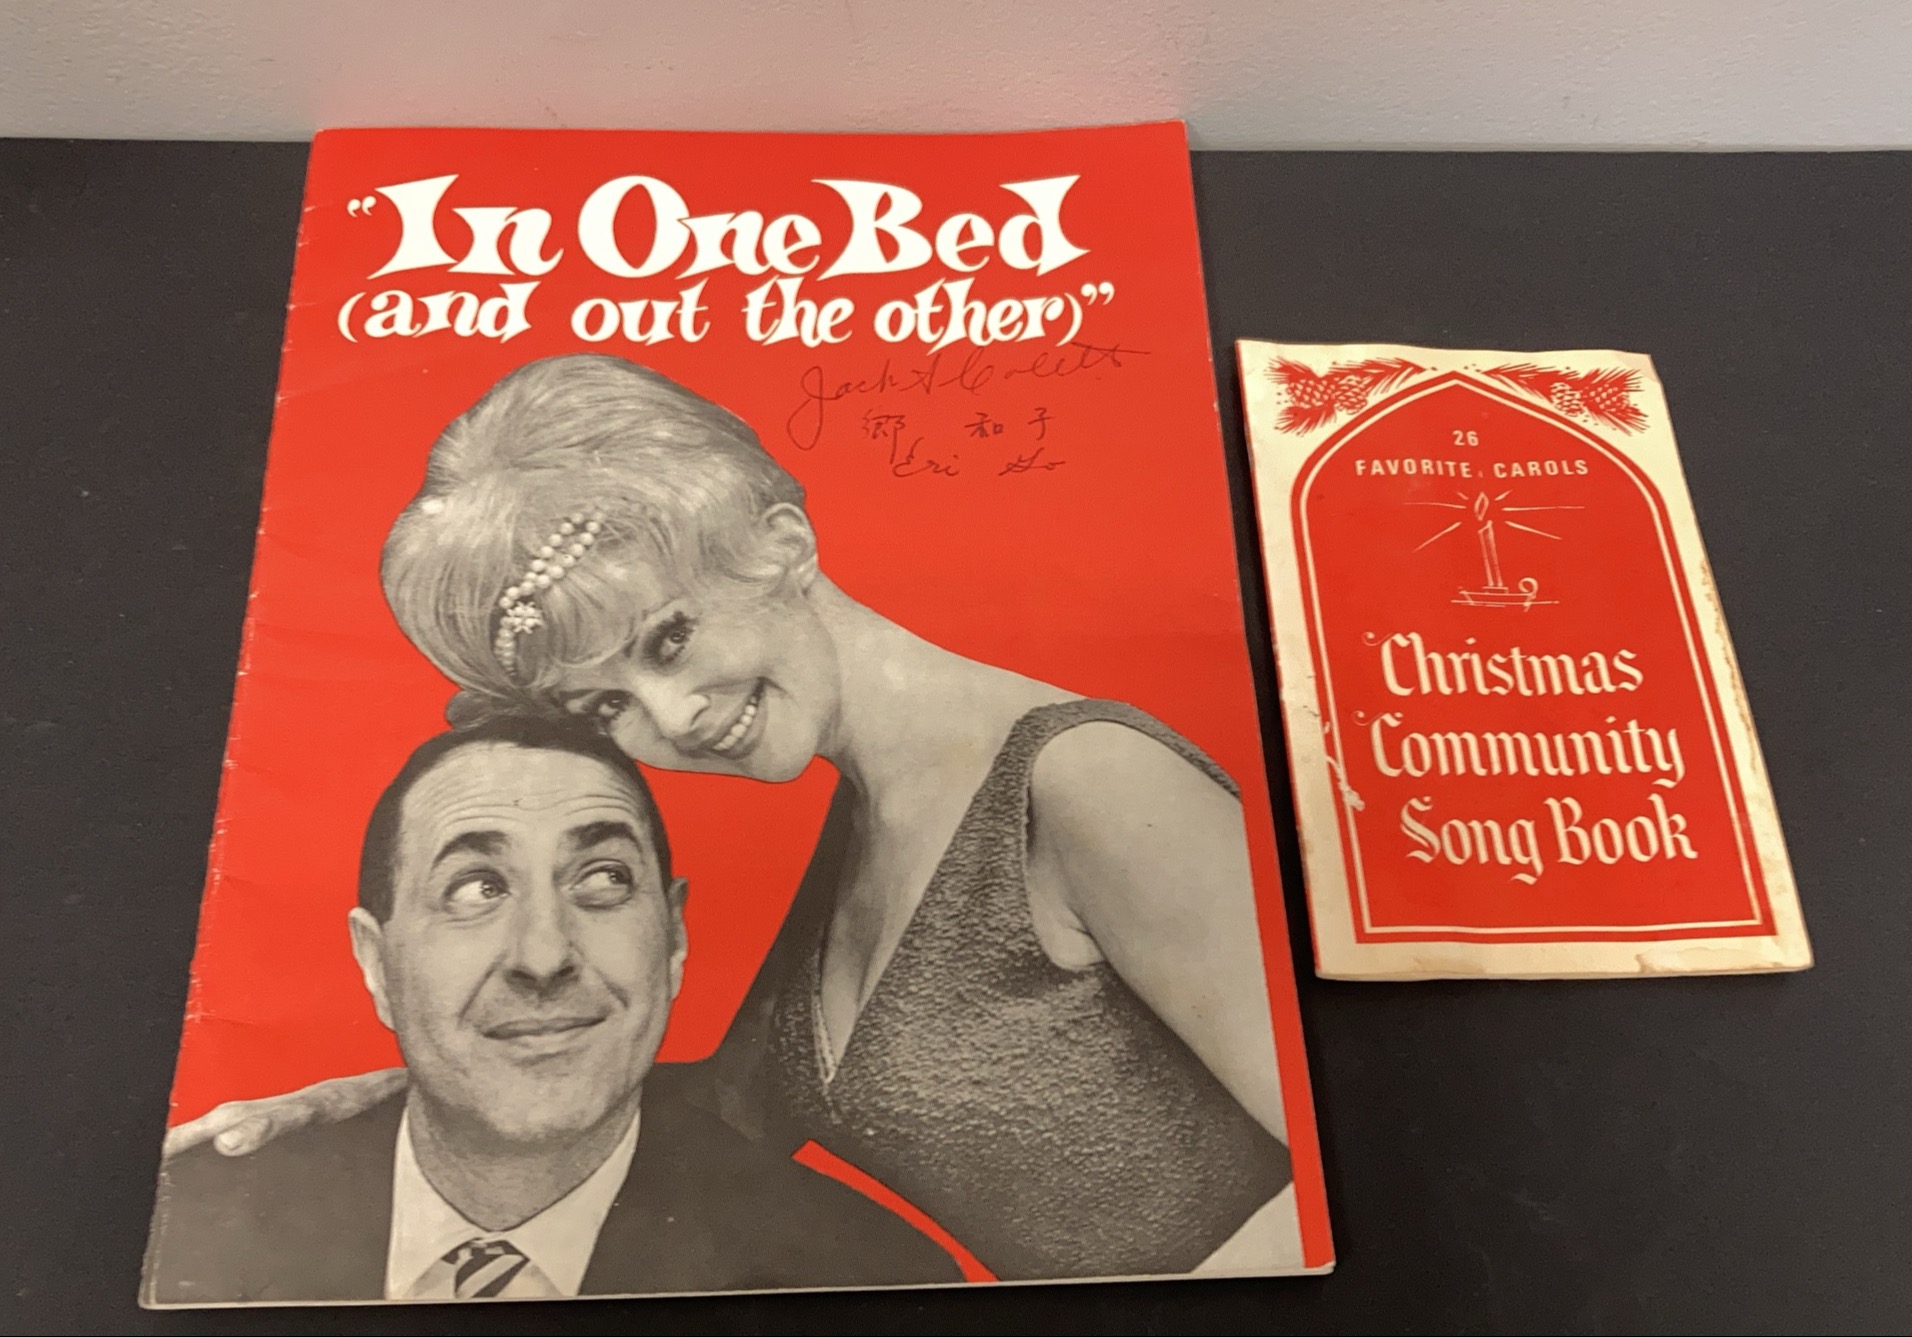 “In One Bed
(and out the other)”
Jack
郷 和子
Eri Go
26
FAVORITE CAROLS
Christmas
Community
Song Book